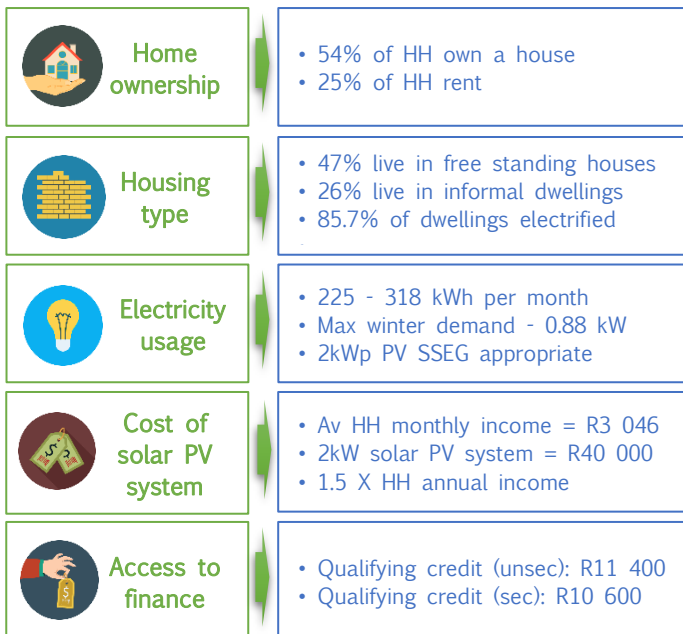 Home
ownership
• 54% of HH own a house
• 25% of HH rent
Housing
type
• 47% live in free standing houses
• 26% live in informal dwellings
• 85.7% of dwellings electrified
Electricity
usage
• 225 - 318 kWh per month
• Max winter demand - 0.88 kW
• 2kWp PV SSEG appropriate
Cost of
solar PV
system
• Av HH monthly income = R3 046
• 2kW solar PV system = R40 000
• 1.5 X HH annual income
Access to
finance
• Qualifying credit (unsec): R11 400
• Qualifying credit (sec): R10 600